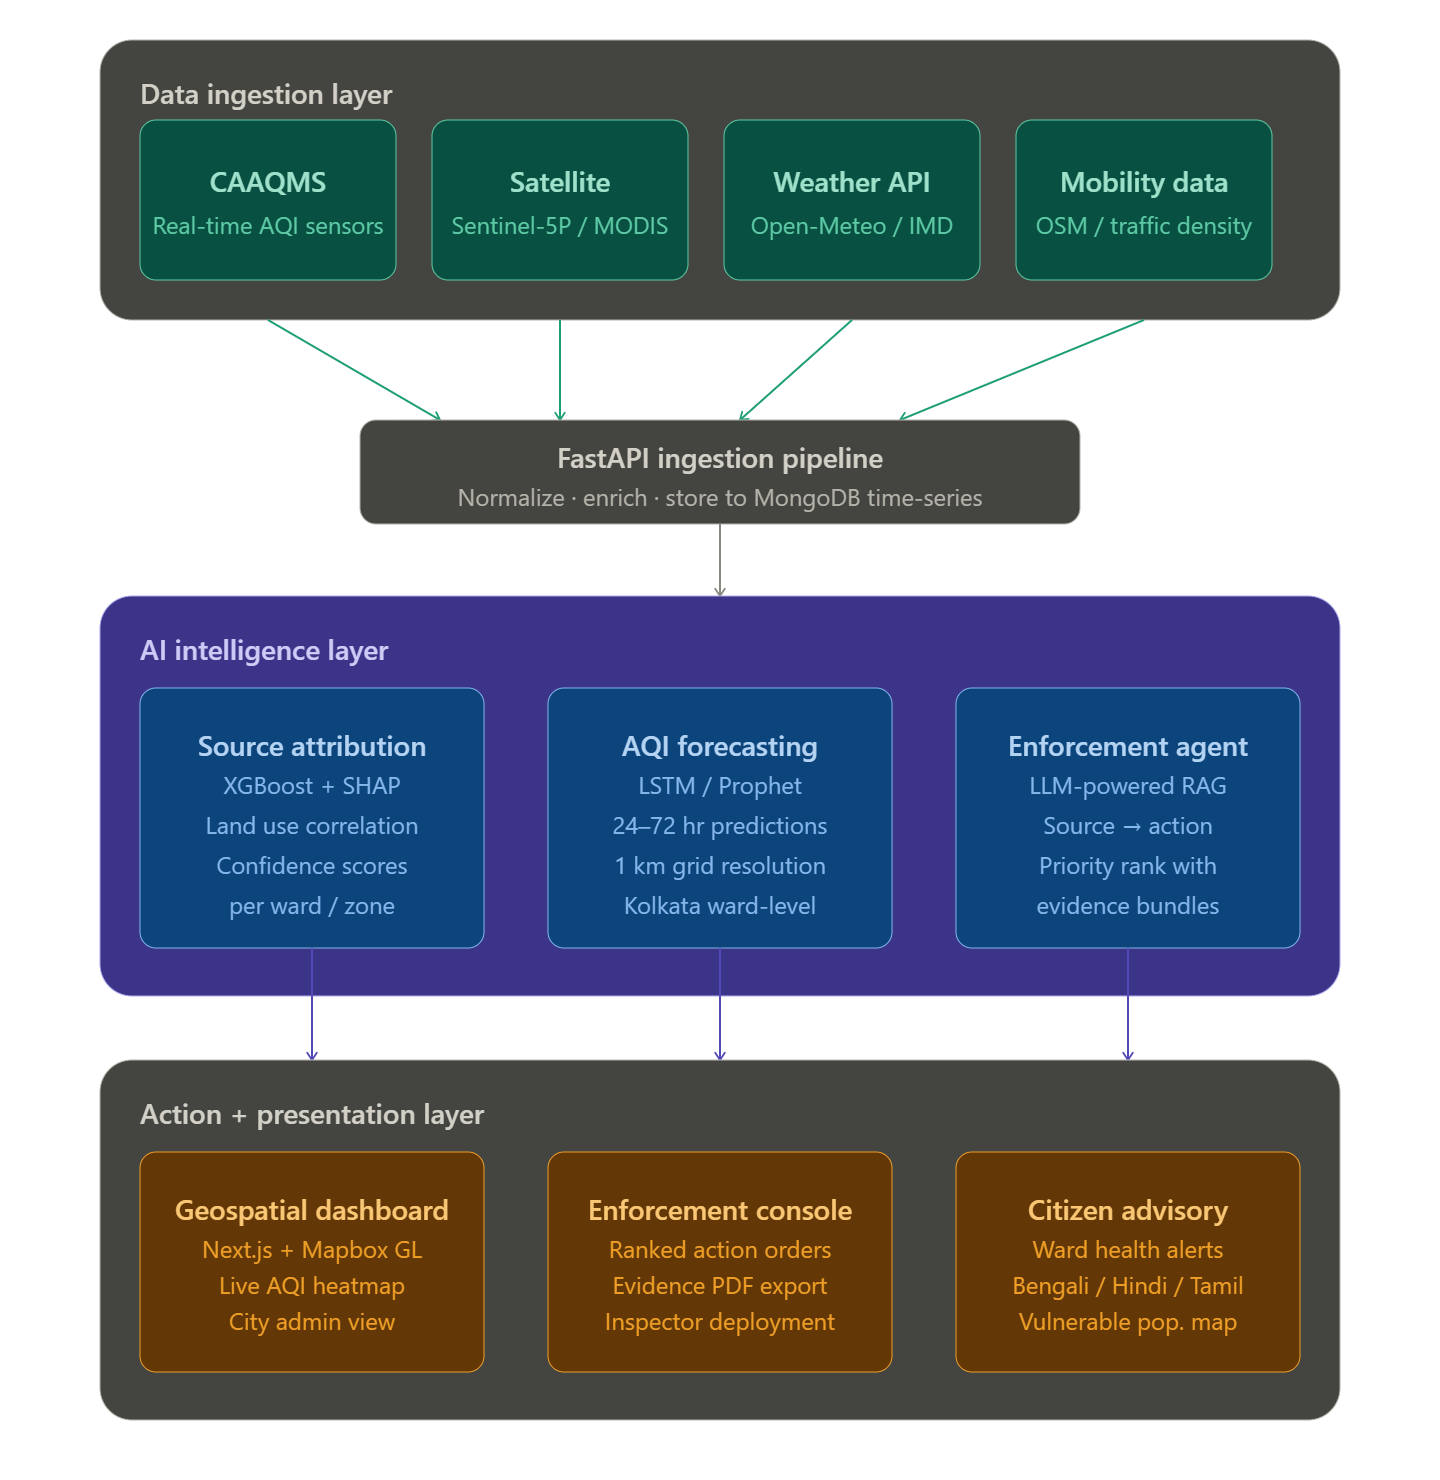 Data ingestion layer
CAAQMS
Real-time AQI sensors
Satellite
Sentinel-5P / MODIS
Weather API
Open-Meteo / IMD
Mobility data
OSM / traffic density
FastAPI ingestion pipeline
Normalize · enrich · store to MongoDB time-series
AI intelligence layer
Source attribution
XGBoost + SHAP
Land use correlation
Confidence scores
per ward / zone
AQI forecasting
LSTM / Prophet
24–72 hr predictions
1 km grid resolution
Kolkata ward-level
Enforcement agent
LLM-powered RAG
Source → action
Priority rank with
evidence bundles
Action + presentation layer
Geospatial dashboard
Next.js + Mapbox GL
Live AQI heatmap
City admin view
Enforcement console
Ranked action orders
Evidence PDF export
Inspector deployment
Citizen advisory
Ward health alerts
Bengali / Hindi / Tamil
Vulnerable pop. map